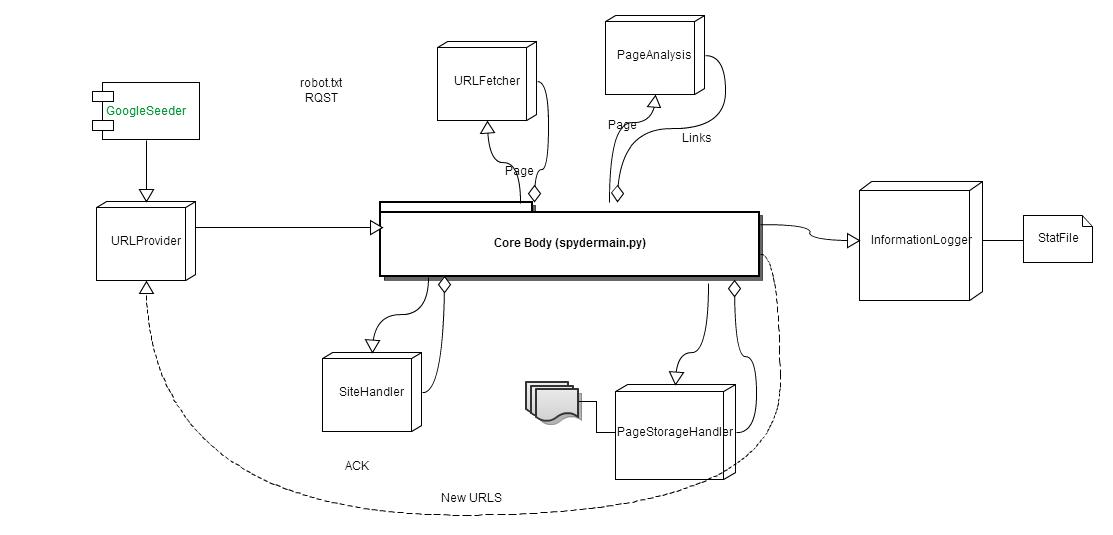 PageAnalysis
URLFetcher
robot.txt
RQST
GoogleSeeder
Page
Links
Page
URLProvider
Core Body (spydermain.py)
InformationLogger
StatFile
SiteHandler
PageStorageHandler
ACK
New URLS